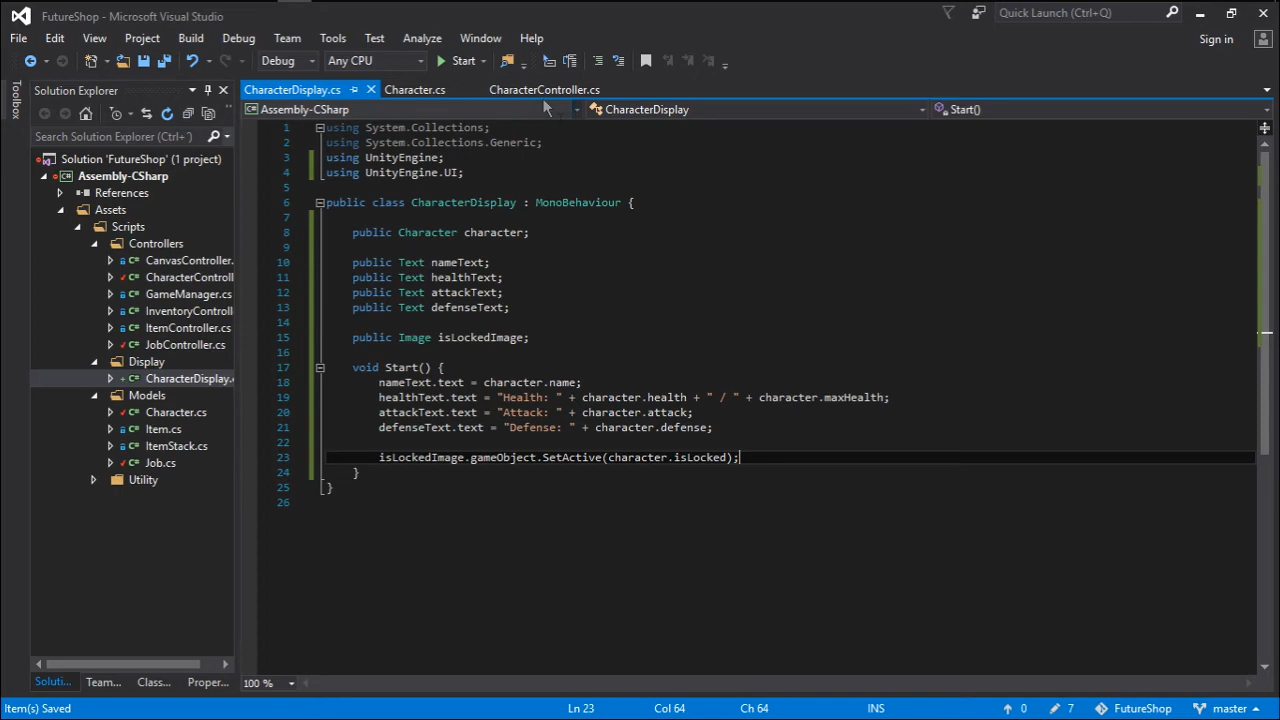 FutureShop - Microsoft Visual Studio
Quick Launch (Ctrl+Q)
File Edit View Project Build Debug Team Tools Test Analyze Window Help
Sign in
Debug Any CPU Start
Toolbox
Solution Explorer
CharacterDisplay.cs Character.cs CharacterController.cs
Assembly-CSharp CharacterDisplay Start()
Search Solution Explorer
Solution 'FutureShop' (1 project)
Assembly-CSharp
References
Assets
Scripts
Controllers
CanvasController.
CharacterControll
GameManager.cs
InventoryControll
ItemController.cs
JobController.cs
Display
CharacterDisplay.c
Models
Character.cs
Item.cs
ItemStack.cs
Job.cs
Utility
Soluti... Team... Class... Proper...
1 using System.Collections;
2 using System.Collections.Generic;
3 using UnityEngine;
4 using UnityEngine.UI;
5
6 public class CharacterDisplay : MonoBehaviour {
7
8 public Character character;
9
10 public Text nameText;
11 public Text healthText;
12 public Text attackText;
13 public Text defenseText;
14
15 public Image isLockedImage;
16
17 void Start() {
18 nameText.text = character.name;
19 healthText.text = "Health: " + character.health + " / " + character.maxHealth;
20 attackText.text = "Attack: " + character.attack;
21 defenseText.text = "Defense: " + character.defense;
22
23 isLockedImage.gameObject.SetActive(character.isLocked);
24 }
25 }
26
100 %
Item(s) Saved Ln 23 Col 64 Ch 64 INS 0 7 FutureShop master